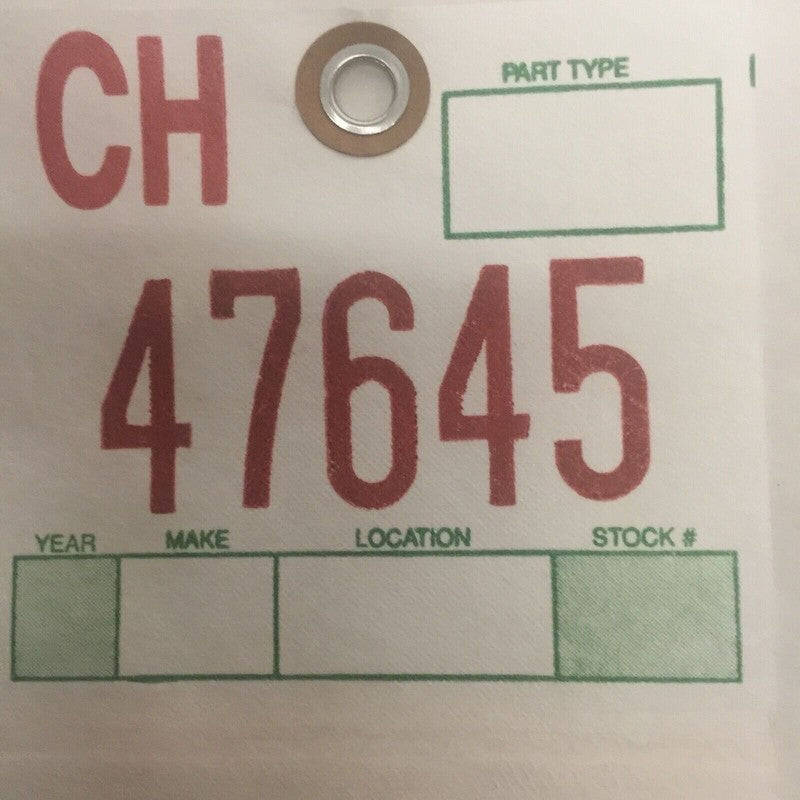 CH
PART TYPE
47645
YEAR MAKE LOCATION STOCK #